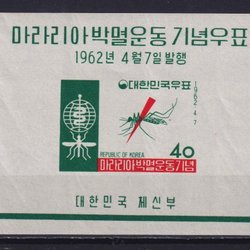 마라리아박멸운동기념우표
1962년 4월7일발행
대한민국우표
1962.4.7
40
REPUBLIC OF KOREA
마라리아박멸운동기념
대한민국 체신부